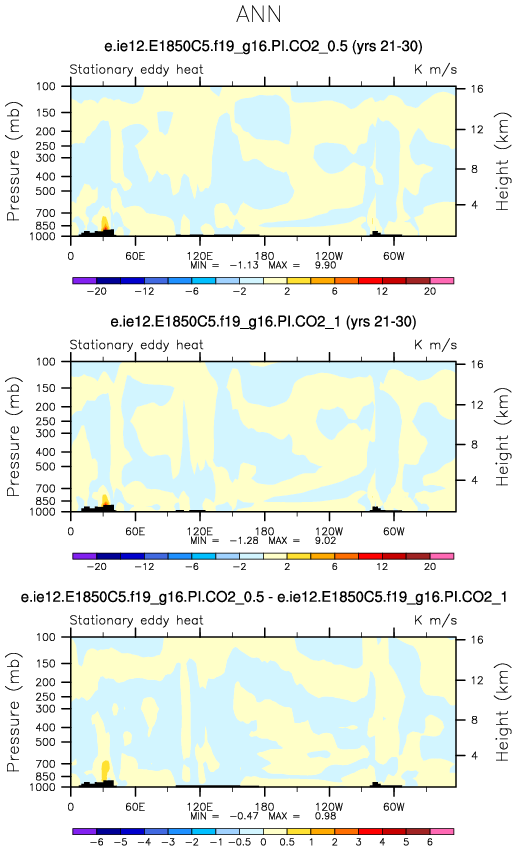 ANN
e.ie12.E1850C5.f19_g16.PI.CO2_0.5 (yrs 21-30)
Stationary eddy heat K m/s
Pressure (mb)
Height (km)
100
150
200
250
300
400
500
700
850
1000
16
12
8
4
0 60E 120E 180 120W 60W
MIN = -1.13 MAX = 9.90
-20 -12 -6 -2 2 6 12 20
e.ie12.E1850C5.f19_g16.PI.CO2_1 (yrs 21-30)
Stationary eddy heat K m/s
Pressure (mb)
Height (km)
100
150
200
250
300
400
500
700
850
1000
16
12
8
4
0 60E 120E 180 120W 60W
MIN = -1.28 MAX = 9.02
-20 -12 -6 -2 2 6 12 20
e.ie12.E1850C5.f19_g16.PI.CO2_0.5 - e.ie12.E1850C5.f19_g16.PI.CO2_1
Stationary eddy heat K m/s
Pressure (mb)
Height (km)
100
150
200
250
300
400
500
700
850
1000
16
12
8
4
0 60E 120E 180 120W 60W
MIN = -0.47 MAX = 0.98
-6 -5 -4 -3 -2 -1 -0.5 0 0.5 1 2 3 4 5 6